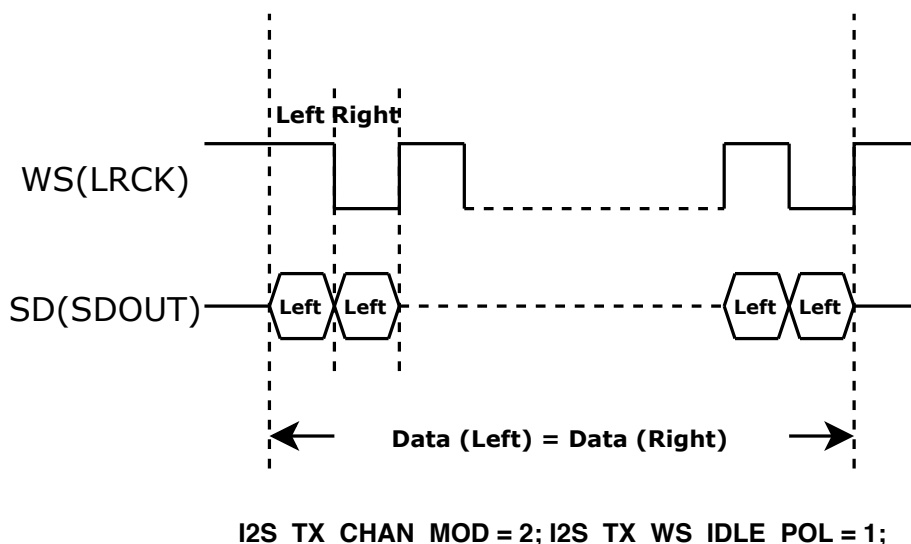 Left Right
WS(LRCK)
SD(SDOUT)
Left Left Left Left
Data (Left) = Data (Right)
I2S_TX_CHAN_MOD = 2; I2S_TX_WS_IDLE_POL = 1;